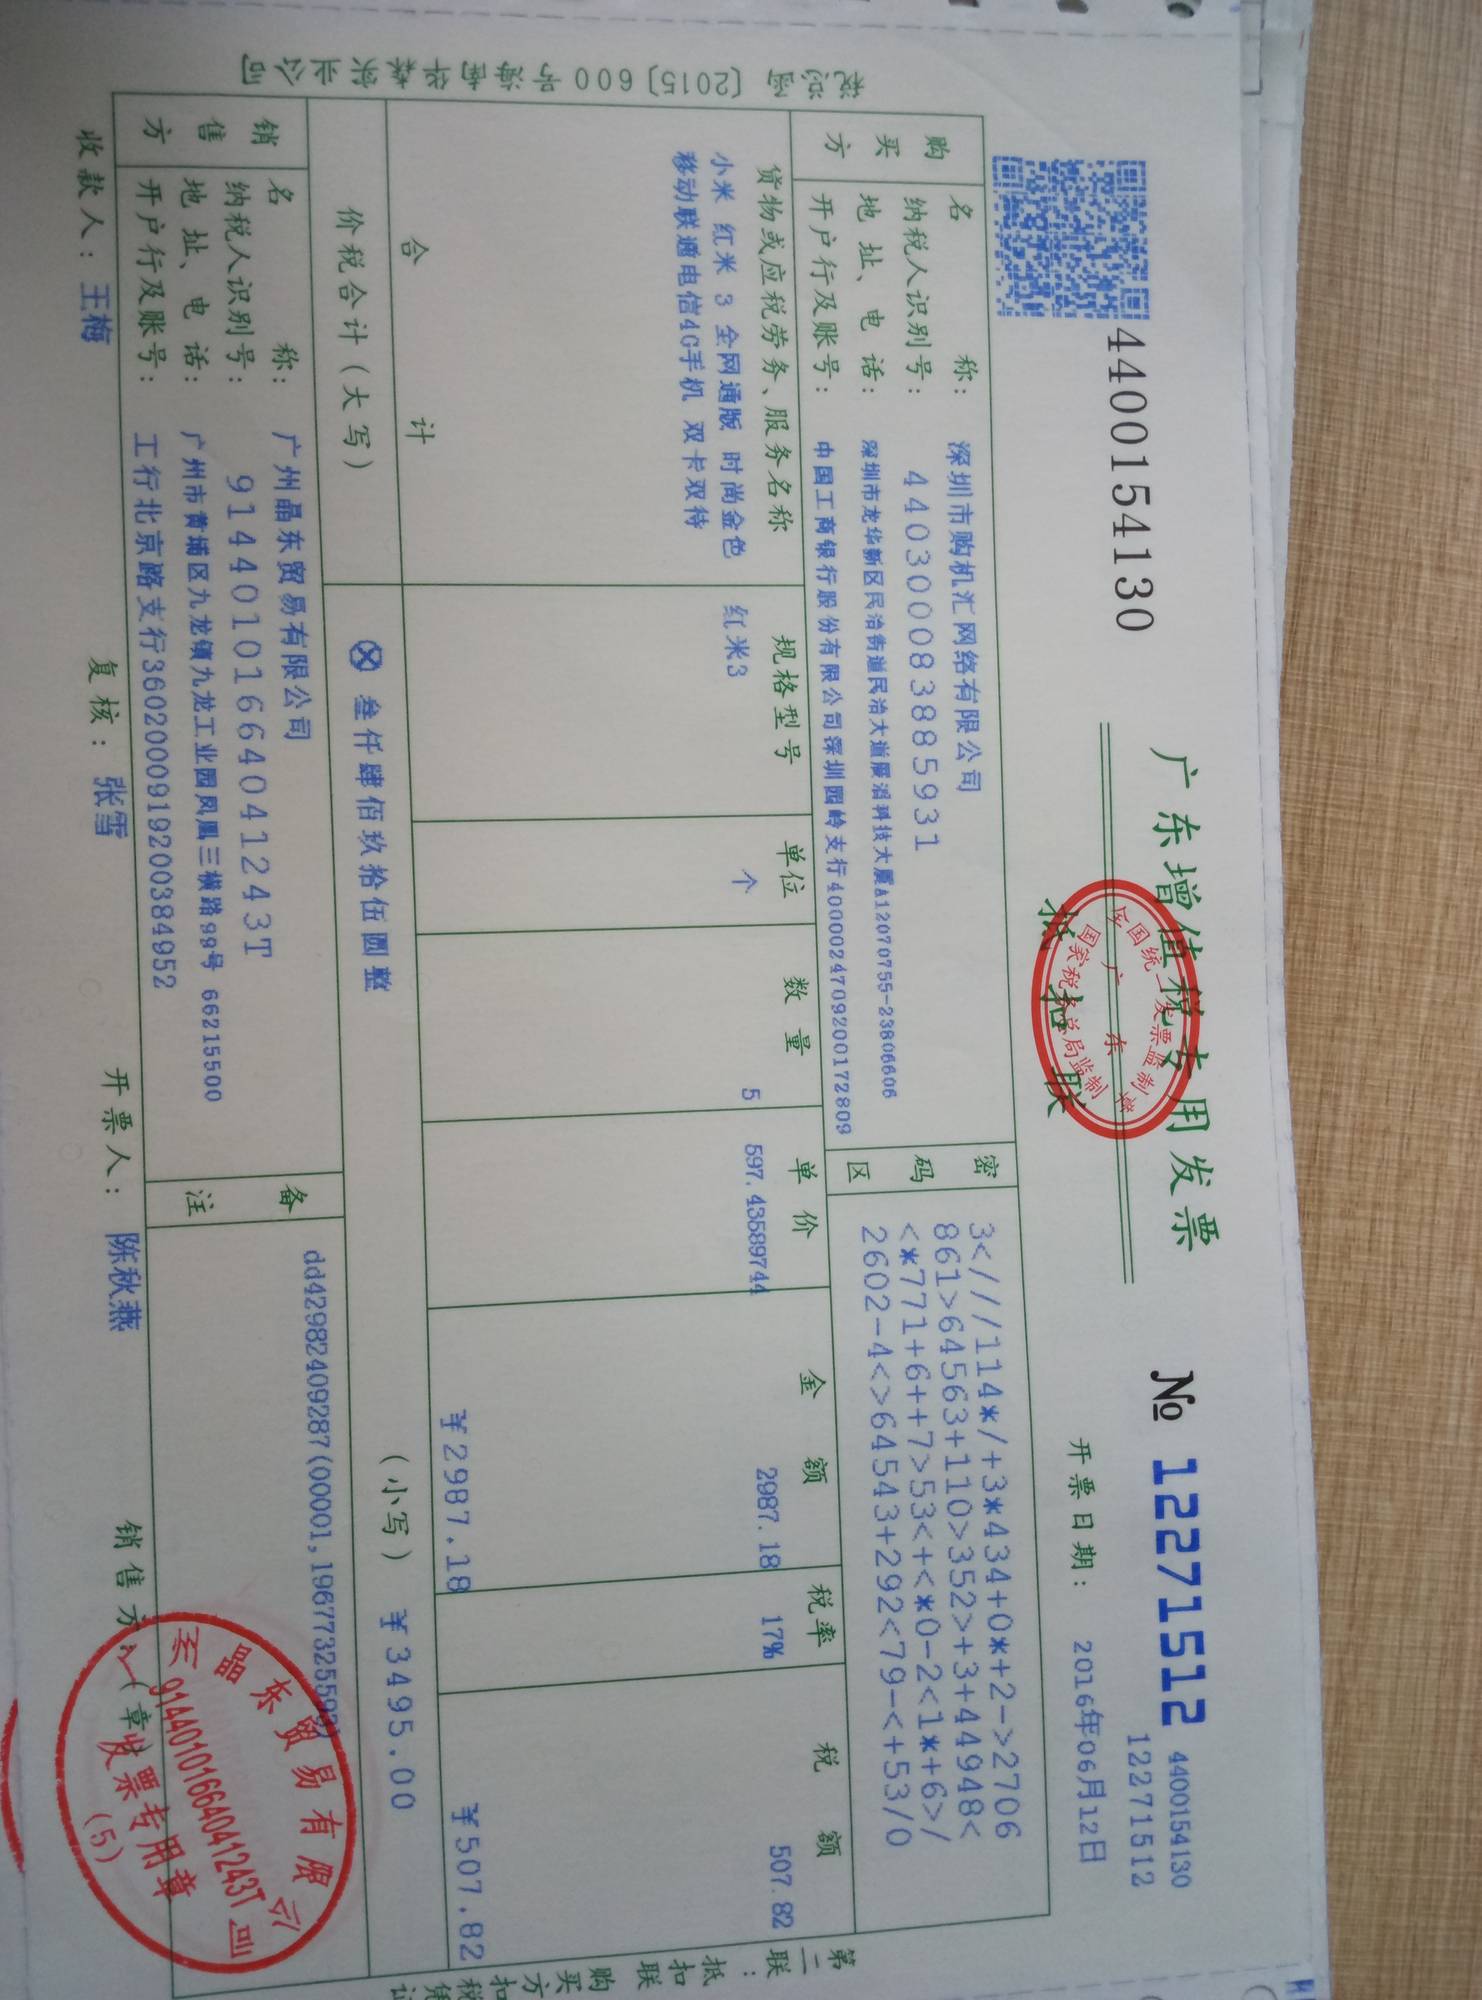 4400154130
广东增值税专用发票
№ 12271512
4400154130
12271512
抵扣联
开票日期: 2016年06月12日
全国统一发票监制章
广东
国家税务总局监制
购买方
名称: 深圳市购机汇网络有限公司
纳税人识别号: 440300083885931
地址、电话: 深圳市龙华新区民治街道民治大道展滔科技大厦A12070755-23806606
开户行及账号: 中国工商银行股份有限公司深圳园岭支行4000024709200172809
密码区
3<///114*/+3*434+0*+2->2706
861>64563+110>352>+3+44948<
<*771+6++7>53<+<*0-2<1*+6>/
2602-4<>64543+292<79-<+53/0
货物或应税劳务、服务名称 规格型号 单位 数量 单价 金额 税率 税额
小米 红米 3 全网通版 时尚金色 红米3 个 5 597.43589744 2987.18 17% 507.82
移动联通电信4G手机 双卡双待
合计 ¥2987.18 ¥507.82
价税合计(大写) ⊗ 叁仟肆佰玖拾伍圆整 (小写) ¥3495.00
销售方
名称: 广州晶东贸易有限公司
纳税人识别号: 91440101664041243T
地址、电话: 广州市黄埔区九龙镇九龙工业园凤凰三横路99号 66215500
开户行及账号: 工行北京路支行3602000919200384952
备注
dd42982409287(00001,19677325592
收款人: 王梅 复核: 张雪 开票人: 陈秋燕 销售方:(章)
晶东贸易有限公司
91440101664041243T
发票专用章
(5)
〔2015〕600号海南华森实业公司
第二联:抵扣联 购买方扣税凭证